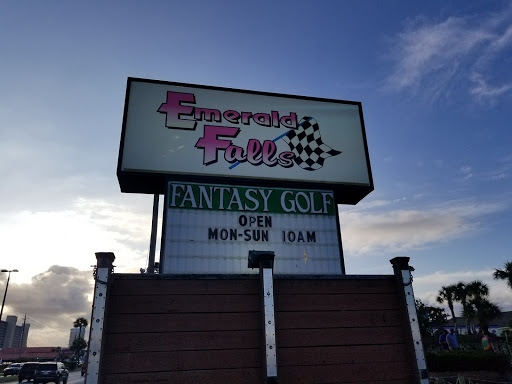 Emerald
Falls
FANTASY GOLF
OPEN
MON-SUN 10AM